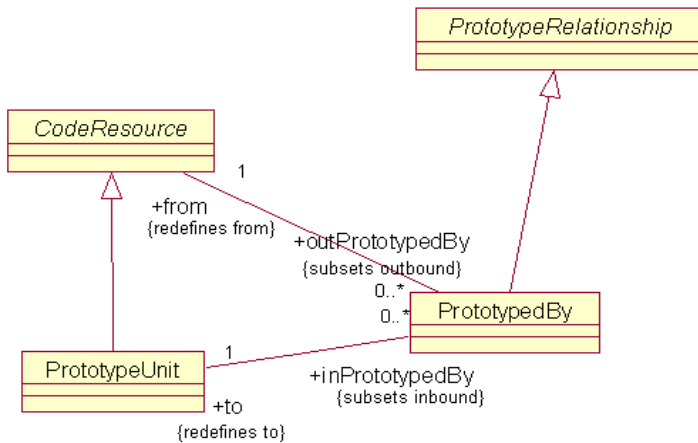 PrototypeRelationship
CodeResource
1
+from
{redefines from}
+outPrototypedBy
{subsets outbound}
0..*
0..*
PrototypedBy
PrototypeUnit
1
+inPrototypedBy
{subsets inbound}
+to
{redefines to}